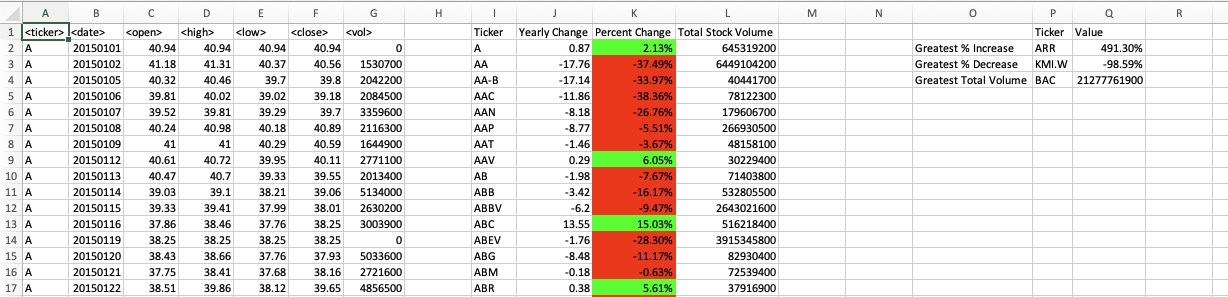 A B C D E F G H I J K L M N O P Q R
1 <ticker> <date> <open> <high> <low> <close> <vol> Ticker Yearly Change Percent Change Total Stock Volume Ticker Value
2 A 20150101 40.94 40.94 40.94 40.94 0 A 0.87 2.13% 645319200 Greatest % Increase ARR 491.30%
3 A 20150102 41.18 41.31 40.37 40.56 1530700 AA -17.76 -37.49% 6449104200 Greatest % Decrease KMI.W -98.59%
4 A 20150105 40.32 40.46 39.7 39.8 2042200 AA-B -17.14 -33.97% 40441700 Greatest Total Volume BAC 21277761900
5 A 20150106 39.81 40.02 39.02 39.18 2084500 AAC -11.86 -38.36% 78122300
6 A 20150107 39.52 39.81 39.29 39.7 3359600 AAN -8.18 -26.76% 179606700
7 A 20150108 40.24 40.98 40.18 40.89 2116300 AAP -8.77 -5.51% 266930500
8 A 20150109 41 41 40.29 40.59 1644900 AAT -1.46 -3.67% 48158100
9 A 20150112 40.61 40.72 39.95 40.11 2771100 AAV 0.29 6.05% 30229400
10 A 20150113 40.47 40.7 39.33 39.55 2013400 AB -1.98 -7.67% 71403800
11 A 20150114 39.03 39.1 38.21 39.06 5134000 ABB -3.42 -16.17% 532805500
12 A 20150115 39.33 39.41 37.99 38.01 2630200 ABBV -6.2 -9.47% 2643021600
13 A 20150116 37.86 38.46 37.76 38.25 3003900 ABC 13.55 15.03% 516218400
14 A 20150119 38.25 38.25 38.25 38.25 0 ABEV -1.76 -28.30% 3915345800
15 A 20150120 38.43 38.66 37.76 37.93 5033600 ABG -8.48 -11.17% 82930400
16 A 20150121 37.75 38.41 37.68 38.16 2721600 ABM -0.18 -0.63% 72539400
17 A 20150122 38.51 39.86 38.12 39.65 4856500 ABR 0.38 5.61% 37916900